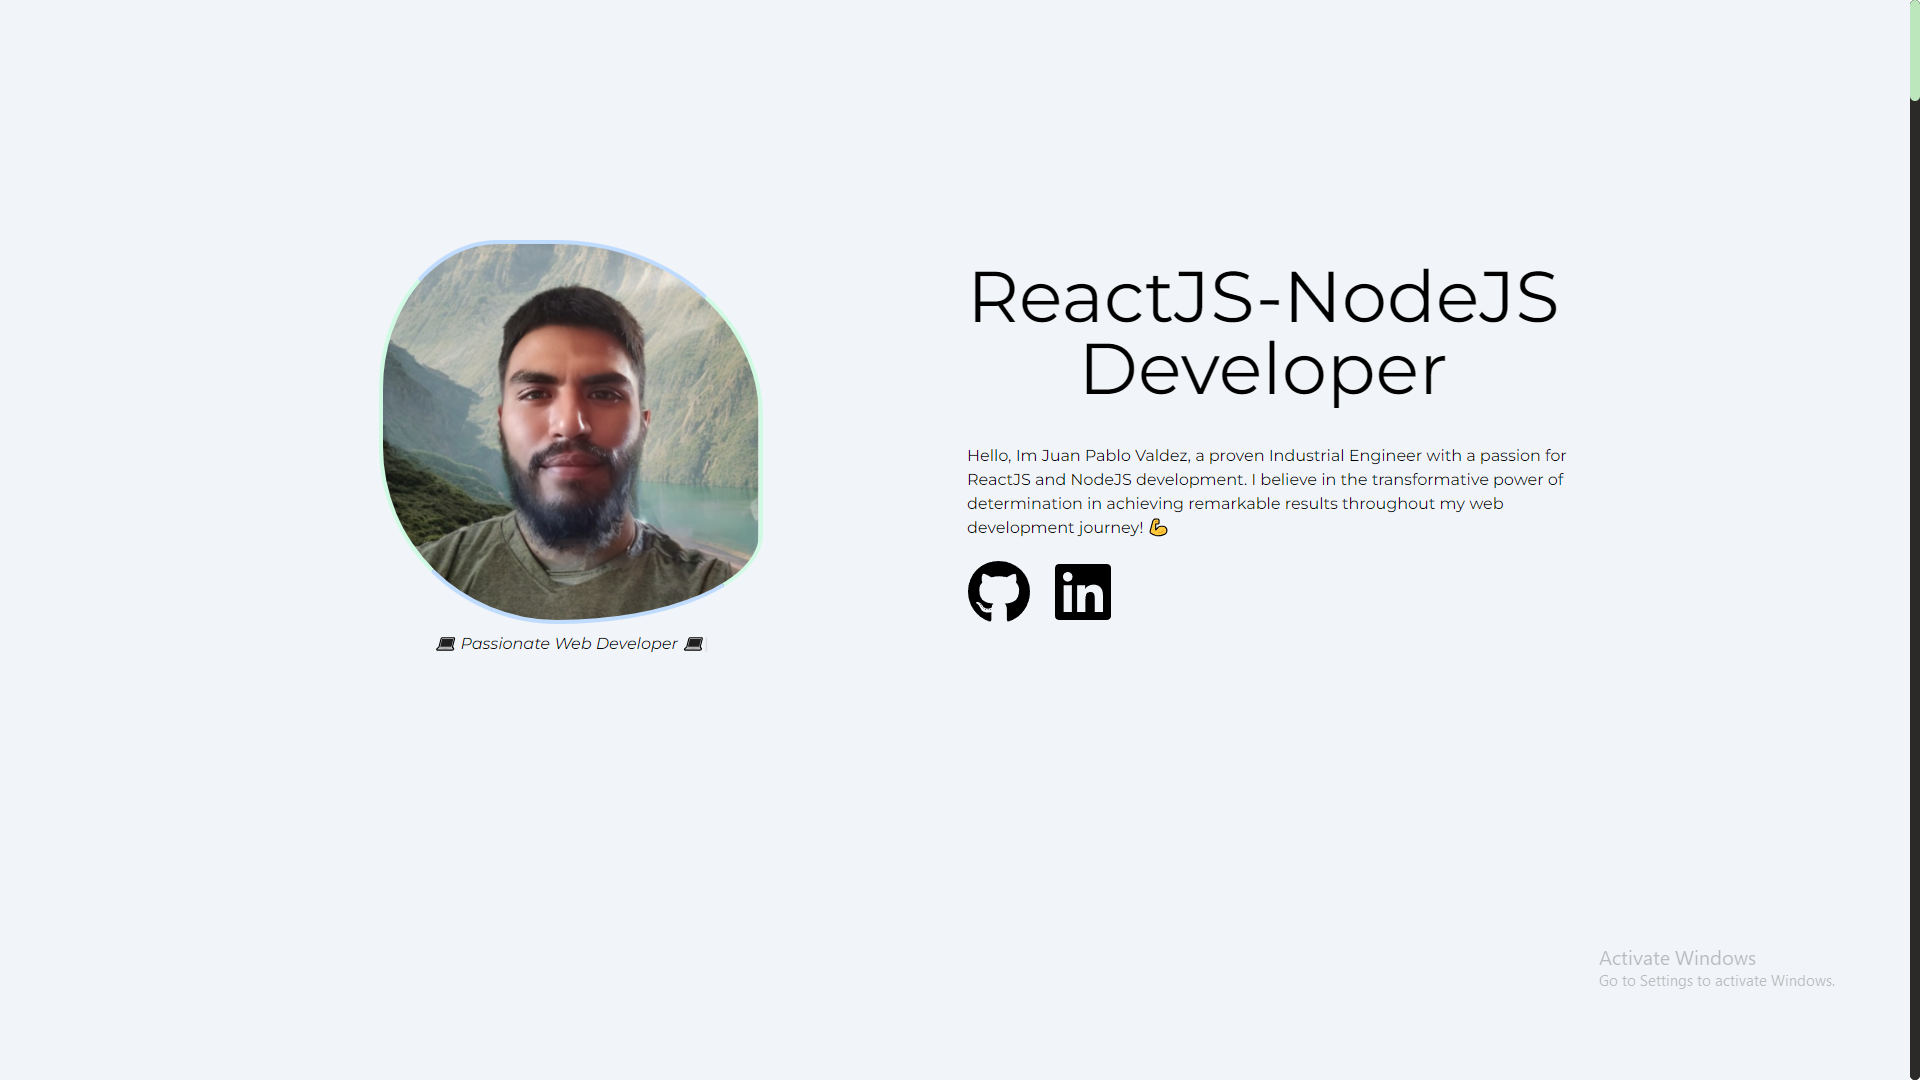 ReactJS-NodeJS
Developer
Hello, Im Juan Pablo Valdez, a proven Industrial Engineer with a passion for
ReactJS and NodeJS development. I believe in the transformative power of
determination in achieving remarkable results throughout my web
development journey! 💪
in
💻 Passionate Web Developer 💻
Activate Windows
Go to Settings to activate Windows.